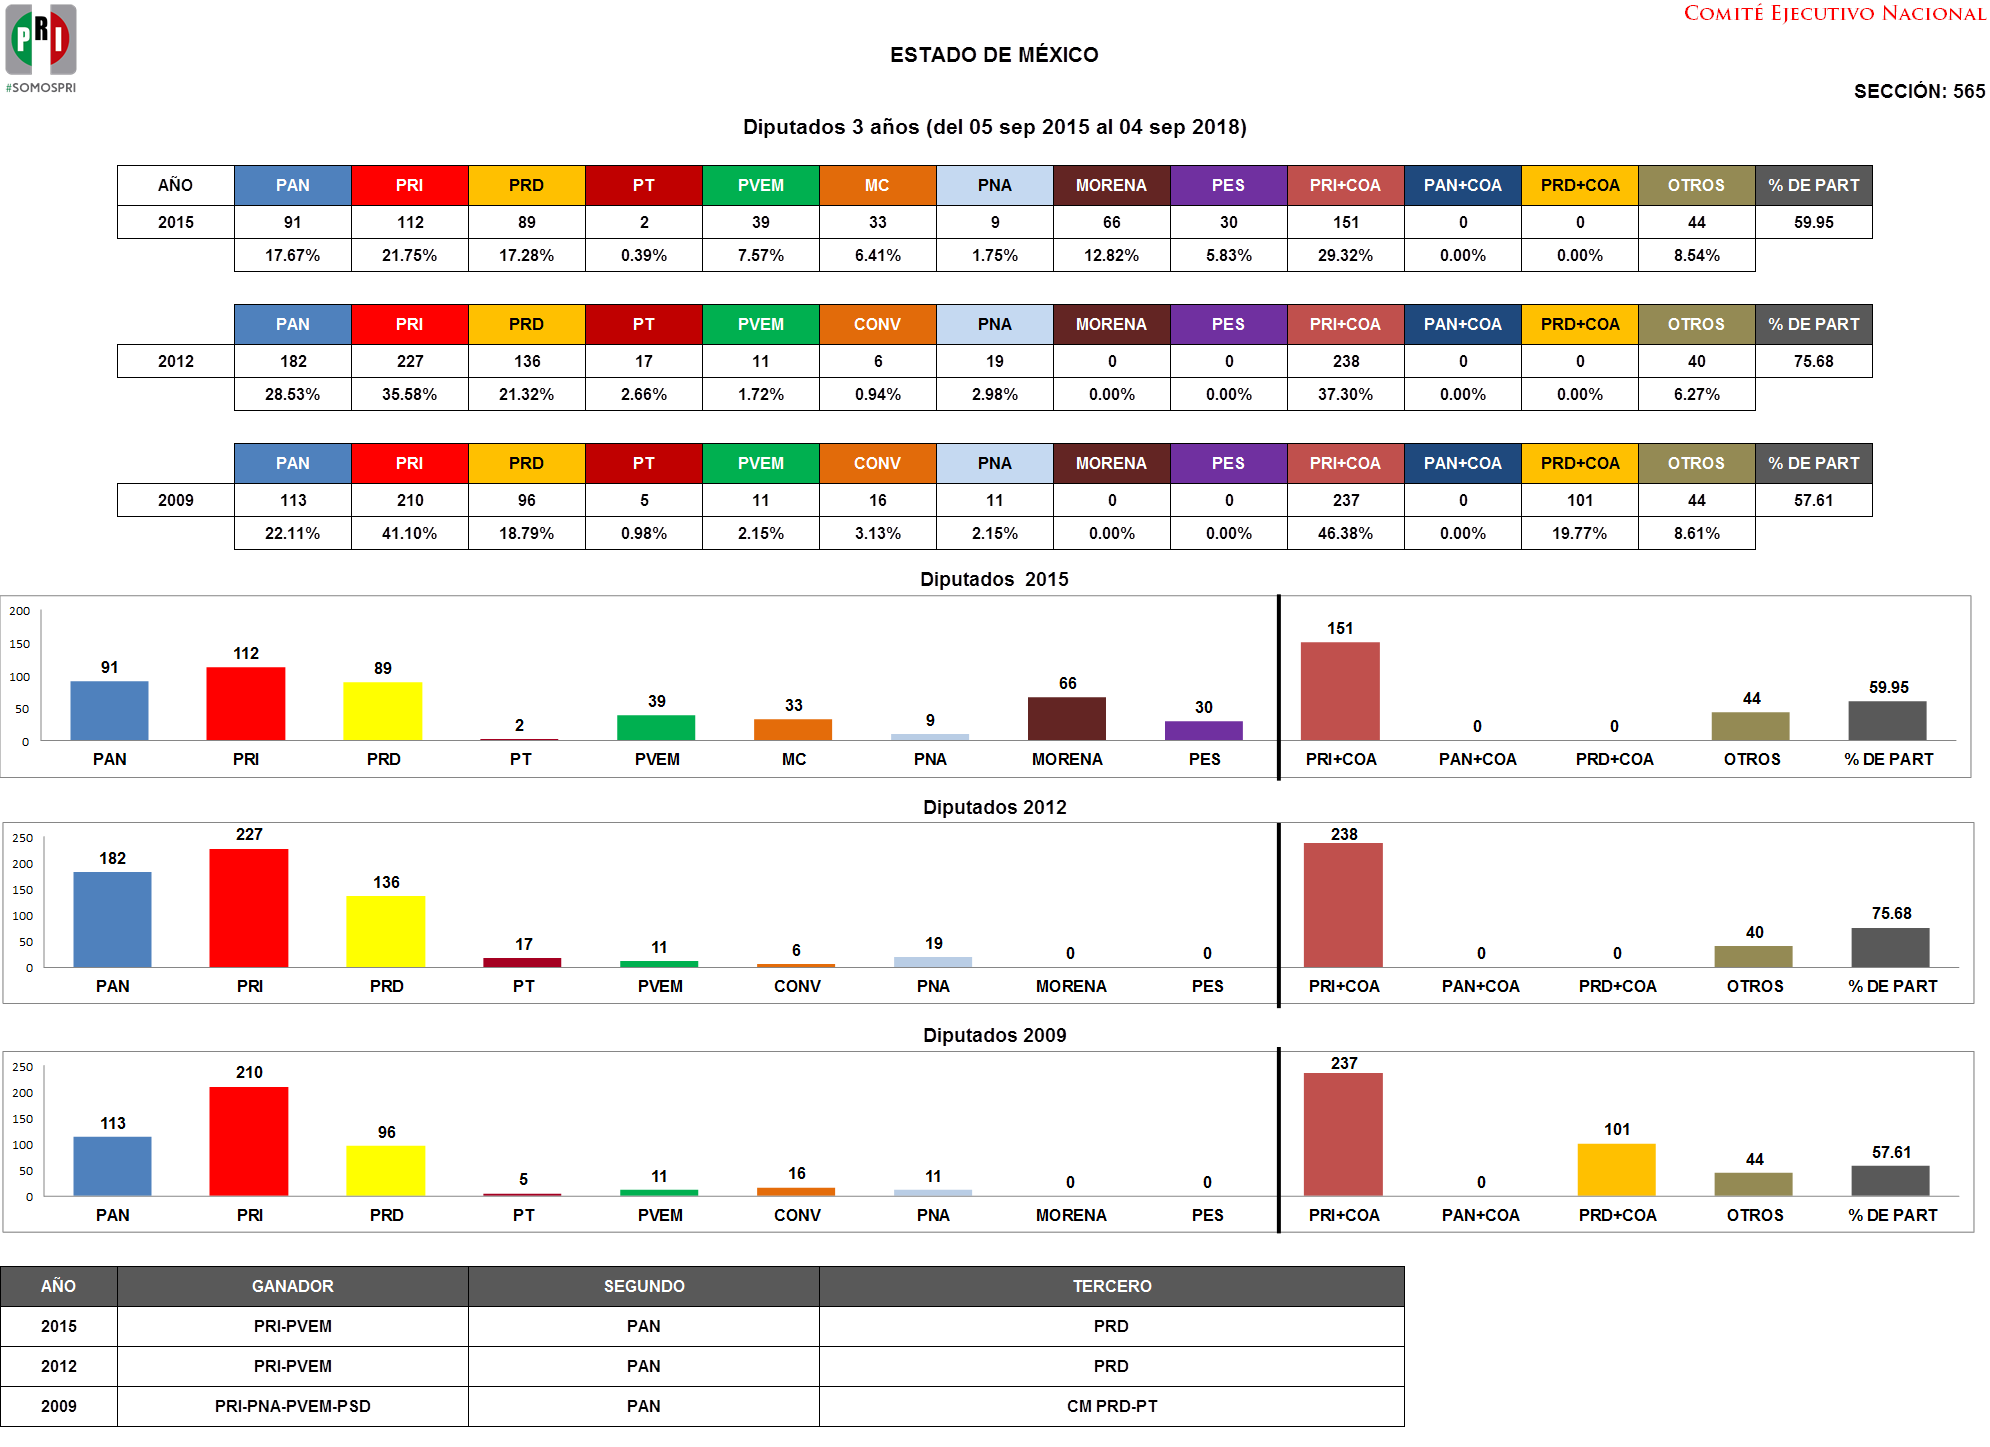 PRI
#SOMOSPRI
COMITÉ EJECUTIVO NACIONAL
ESTADO DE MÉXICO
SECCIÓN: 565
Diputados 3 años (del 05 sep 2015 al 04 sep 2018)
AÑO PAN PRI PRD PT PVEM MC PNA MORENA PES PRI+COA PAN+COA PRD+COA OTROS % DE PART
2015 91 112 89 2 39 33 9 66 30 151 0 0 44 59.95
17.67% 21.75% 17.28% 0.39% 7.57% 6.41% 1.75% 12.82% 5.83% 29.32% 0.00% 0.00% 8.54%
PAN PRI PRD PT PVEM CONV PNA MORENA PES PRI+COA PAN+COA PRD+COA OTROS % DE PART
2012 182 227 136 17 11 6 19 0 0 238 0 0 40 75.68
28.53% 35.58% 21.32% 2.66% 1.72% 0.94% 2.98% 0.00% 0.00% 37.30% 0.00% 0.00% 6.27%
PAN PRI PRD PT PVEM CONV PNA MORENA PES PRI+COA PAN+COA PRD+COA OTROS % DE PART
2009 113 210 96 5 11 16 11 0 0 237 0 101 44 57.61
22.11% 41.10% 18.79% 0.98% 2.15% 3.13% 2.15% 0.00% 0.00% 46.38% 0.00% 19.77% 8.61%
Diputados 2015
200
150
100
50
0
91 112 89 2 39 33 9 66 30 151 0 0 44 59.95
PAN PRI PRD PT PVEM MC PNA MORENA PES PRI+COA PAN+COA PRD+COA OTROS % DE PART
Diputados 2012
250
200
150
100
50
0
182 227 136 17 11 6 19 0 0 238 0 0 40 75.68
PAN PRI PRD PT PVEM CONV PNA MORENA PES PRI+COA PAN+COA PRD+COA OTROS % DE PART
Diputados 2009
250
200
150
100
50
0
113 210 96 5 11 16 11 0 0 237 0 101 44 57.61
PAN PRI PRD PT PVEM CONV PNA MORENA PES PRI+COA PAN+COA PRD+COA OTROS % DE PART
AÑO GANADOR SEGUNDO TERCERO
2015 PRI-PVEM PAN PRD
2012 PRI-PVEM PAN PRD
2009 PRI-PNA-PVEM-PSD PAN CM PRD-PT